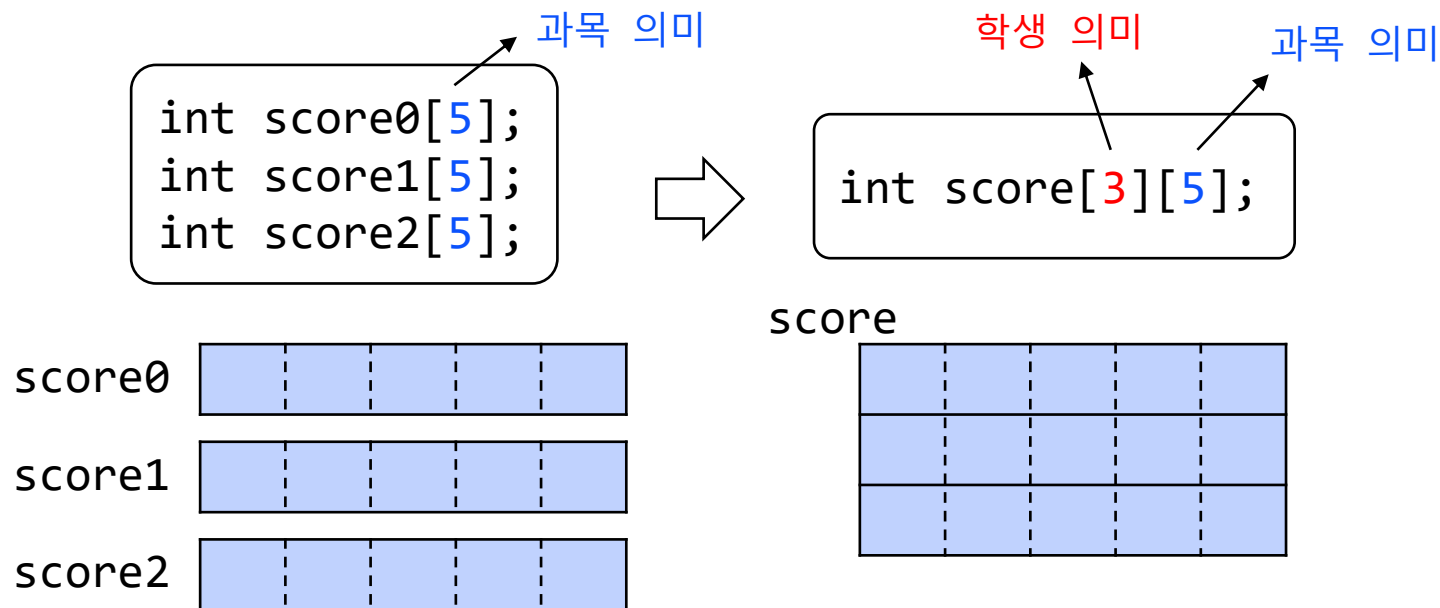 과목 의미
int score0[5];
int score1[5];
int score2[5];
학생 의미
과목 의미
int score[3][5];
score0
score1
score2
score